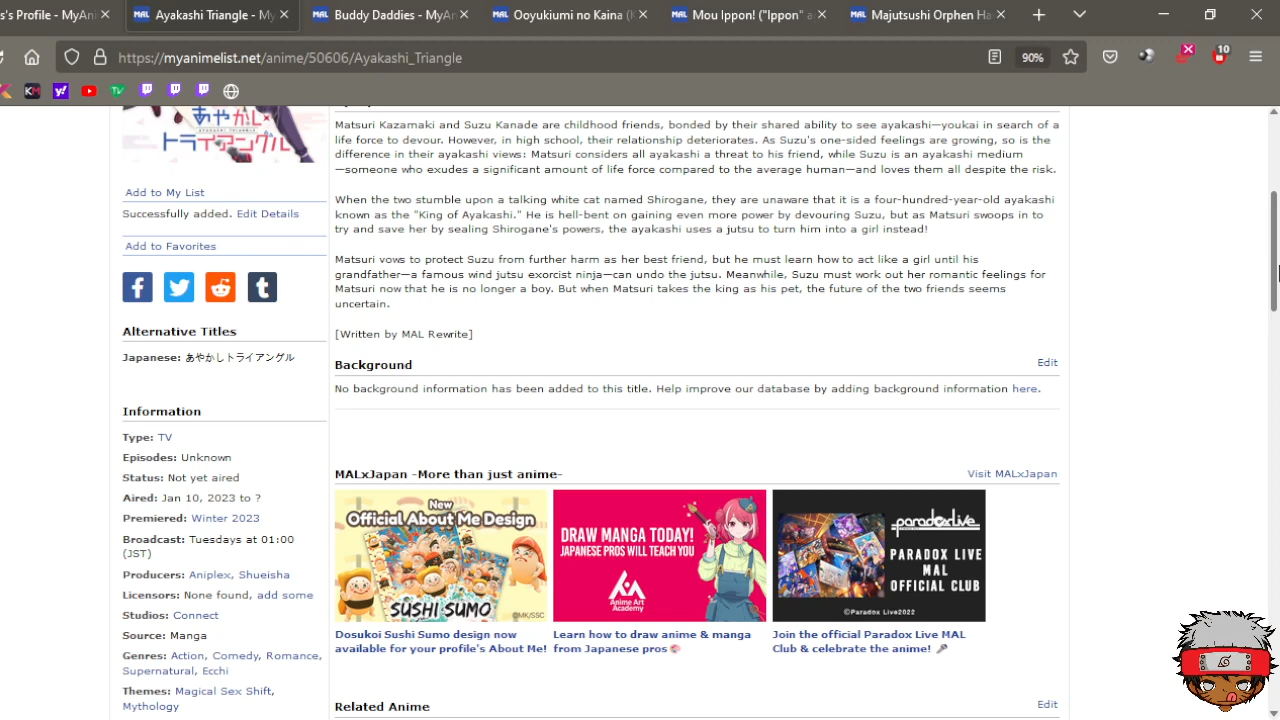 's Profile - MyAni
Ayakashi Triangle - My
Buddy Daddies - MyAn
Ooyukiumi no Kaina (K
Mou Ippon! ("Ippon" a
Majutsushi Orphen Ha
https://myanimelist.net/anime/50606/Ayakashi_Triangle
90%
10
KM
y!
TV
あやかし
AYAKASHI TRIANGLE
トライアングル
Matsuri Kazamaki and Suzu Kanade are childhood friends, bonded by their shared ability to see ayakashi—youkai in search of a
life force to devour. However, in high school, their relationship deteriorates. As Suzu's one-sided feelings are growing, so is the
difference in their ayakashi views: Matsuri considers all ayakashi a threat to his friend, while Suzu is an ayakashi medium
—someone who exudes a significant amount of life force compared to the average human—and loves them all despite the risk.
When the two stumble upon a talking white cat named Shirogane, they are unaware that it is a four-hundred-year-old ayakashi
known as the "King of Ayakashi." He is hell-bent on gaining even more power by devouring Suzu, but as Matsuri swoops in to
try and save her by sealing Shirogane's powers, the ayakashi uses a jutsu to turn him into a girl instead!
Matsuri vows to protect Suzu from further harm as her best friend, but he must learn how to act like a girl until his
grandfather—a famous wind jutsu exorcist ninja—can undo the jutsu. Meanwhile, Suzu must work out her romantic feelings for
Matsuri now that he is no longer a boy. But when Matsuri takes the king as his pet, the future of the two friends seems
uncertain.
[Written by MAL Rewrite]
Background
Edit
No background information has been added to this title. Help improve our database by adding background information here.
MALxJapan -More than just anime-
Visit MALxJapan
New
Official About Me Design
SUSHI SUMO
©MK/SSC
DRAW MANGA TODAY!
JAPANESE PROS WILL TEACH YOU
Anime Art
Academy
paradoxlive
PARADOX LIVE
MAL
OFFICIAL CLUB
©Paradox Live2022
Dosukoi Sushi Sumo design now
available for your profile's About Me!
Learn how to draw anime & manga
from Japanese pros
Join the official Paradox Live MAL
Club & celebrate the anime!
Related Anime
Edit
Add to My List
Successfully added. Edit Details
Add to Favorites
Alternative Titles
Japanese: あやかしトライアングル
Information
Type: TV
Episodes: Unknown
Status: Not yet aired
Aired: Jan 10, 2023 to ?
Premiered: Winter 2023
Broadcast: Tuesdays at 01:00
(JST)
Producers: Aniplex, Shueisha
Licensors: None found, add some
Studios: Connect
Source: Manga
Genres: Action, Comedy, Romance,
Supernatural, Ecchi
Themes: Magical Sex Shift,
Mythology